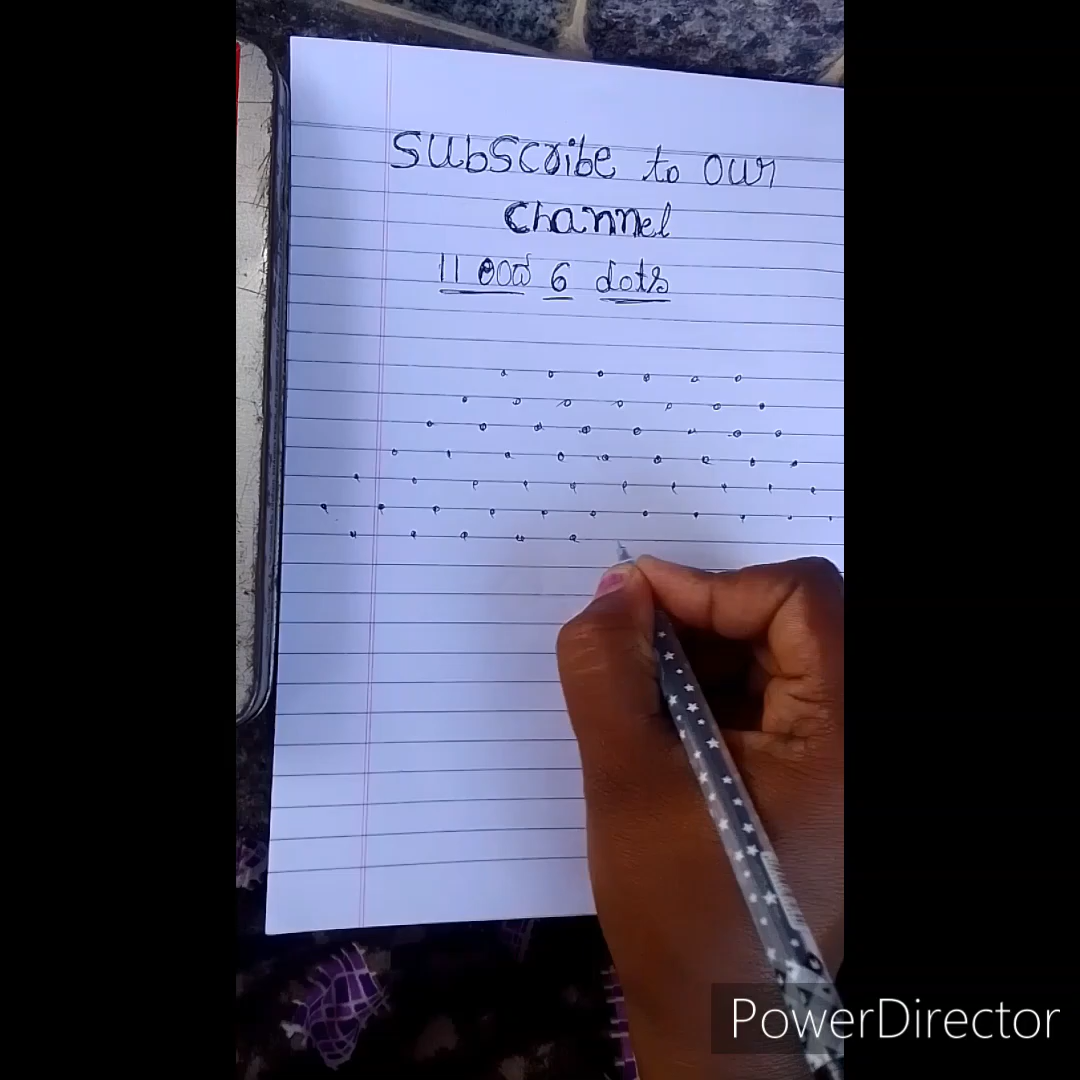 Subscribe to our
channel
11 ಅಂದ 6 dots
PowerDirector